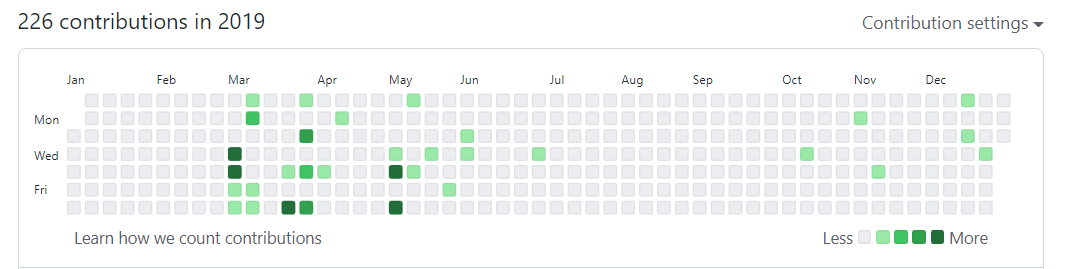 226 contributions in 2019
Contribution settings
Jan Feb Mar Apr May Jun Jul Aug Sep Oct Nov Dec
Mon
Wed
Fri
Learn how we count contributions
Less More